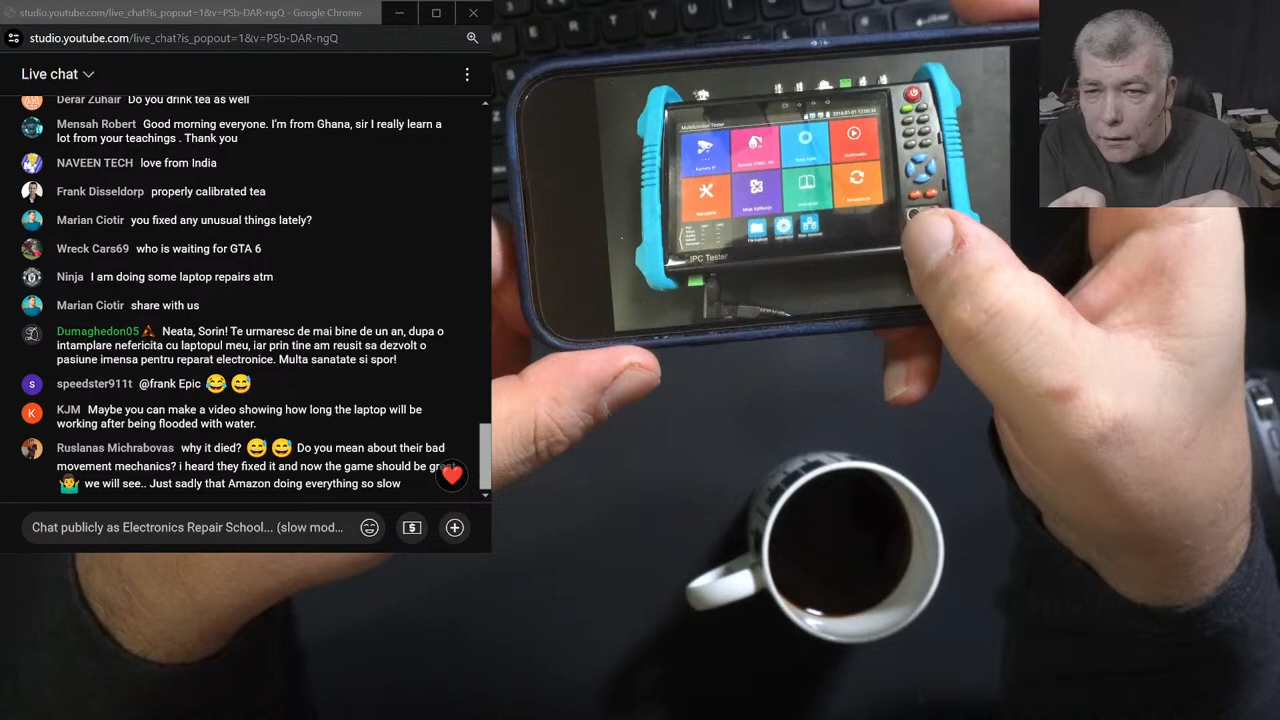 studio.youtube.com/live_chat?is_popout=1&v=PSb-DAR-ngQ - Google Chrome
studio.youtube.com/live_chat?is_popout=1&v=PSb-DAR-ngQ
Live chat
Derar Zuhair Do you drink tea as well
Mensah Robert Good morning everyone. I'm from Ghana, sir I really learn a
lot from your teachings . Thank you
NAVEEN TECH love from India
Frank Disseldorp properly calibrated tea
Marian Ciotir you fixed any unusual things lately?
Wreck Cars69 who is waiting for GTA 6
Ninja I am doing some laptop repairs atm
Marian Ciotir share with us
Dumaghedon05 Neata, Sorin! Te urmaresc de mai bine de un an, dupa o
intamplare nefericita cu laptopul meu, iar prin tine am reusit sa dezvolt o
pasiune imensa pentru reparat electronice. Multa sanatate si spor!
speedster911t @frank Epic
KJM Maybe you can make a video showing how long the laptop will be
working after being flooded with water.
Ruslanas Michrabovas why it died? Do you mean about their bad
movement mechanics? i heard they fixed it and now the game should be great
we will see.. Just sadly that Amazon doing everything so slow
Chat publicly as Electronics Repair School... (slow mod...
Multifunction Tester
Kamery IP
Multimedia
File Explorer
IPC Tester